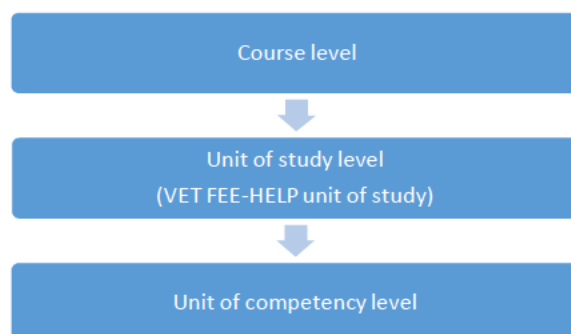 Course level
Unit of study level
(VET FEE-HELP unit of study)
Unit of competency level